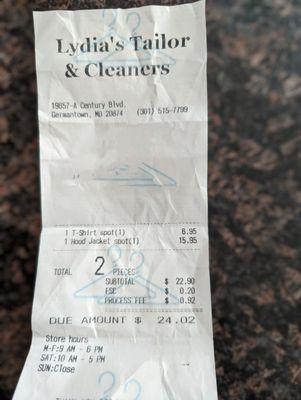 Lydia's Tailor
& Cleaners
19857-A Century Blvd.
Germantown, MD 20874 (301) 515-7799
1 T-Shirt spot(1) 6.95
1 Hood Jacket spot(1) 15.95
TOTAL 2 PIECES
SUBTOTAL $ 22.90
ESC $ 0.20
PROCESS FEE $ 0.92
DUE AMOUNT $ 24.02
Store hours
M-F:9 AM - 6 PM
SAT:10 AM - 5 PM
SUN:Close